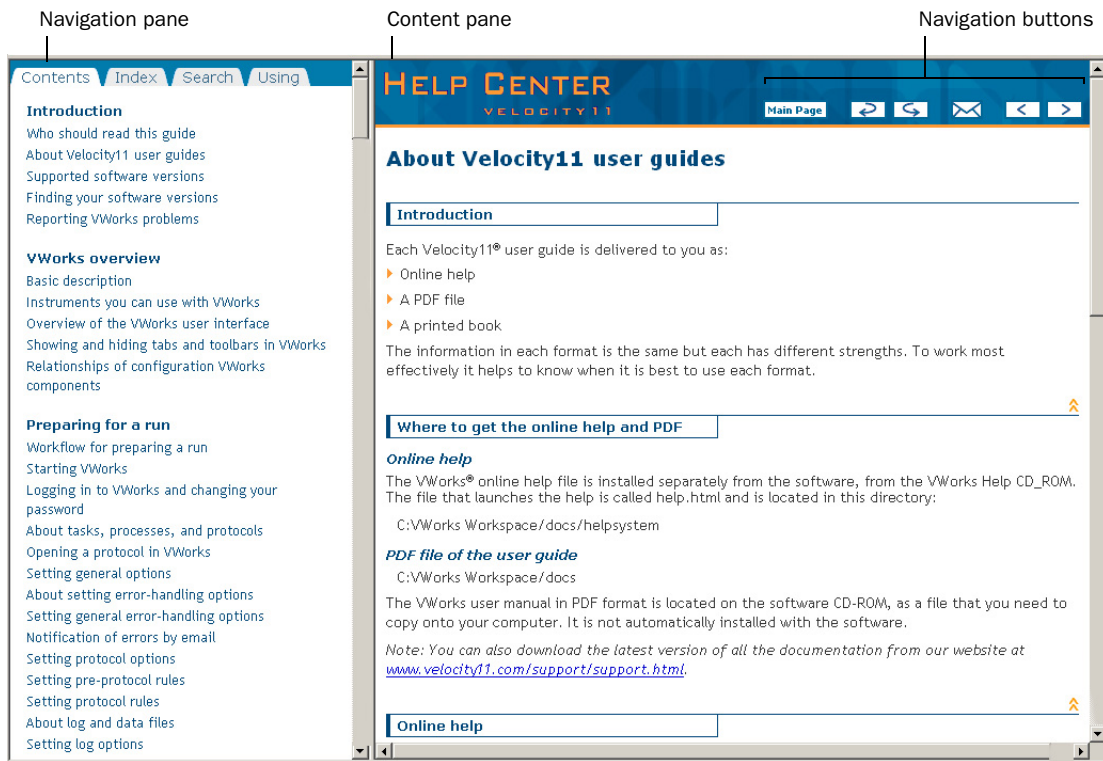 Navigation pane
Content pane
Navigation buttons
Contents Index Search Using
Introduction
Who should read this guide
About Velocity11 user guides
Supported software versions
Finding your software versions
Reporting VWorks problems
VWorks overview
Basic description
Instruments you can use with VWorks
Overview of the VWorks user interface
Showing and hiding tabs and toolbars in VWorks
Relationships of configuration VWorks
components
Preparing for a run
Workflow for preparing a run
Starting VWorks
Logging in to VWorks and changing your
password
About tasks, processes, and protocols
Opening a protocol in VWorks
Setting general options
About setting error-handling options
Setting general error-handling options
Notification of errors by email
Setting protocol options
Setting pre-protocol rules
Setting protocol rules
About log and data files
Setting log options
HELP CENTER
VELOCITY11
Main Page
About Velocity11 user guides
Introduction
Each Velocity11® user guide is delivered to you as:
Online help
A PDF file
A printed book
The information in each format is the same but each has different strengths. To work most
effectively it helps to know when it is best to use each format.
Where to get the online help and PDF
Online help
The VWorks® online help file is installed separately from the software, from the VWorks Help CD_ROM.
The file that launches the help is called help.html and is located in this directory:
C:VWorks Workspace/docs/helpsystem
PDF file of the user guide
C:VWorks Workspace/docs
The VWorks user manual in PDF format is located on the software CD-ROM, as a file that you need to
copy onto your computer. It is not automatically installed with the software.
Note: You can also download the latest version of all the documentation from our website at
www.velocity11.com/support/support.html.
Online help